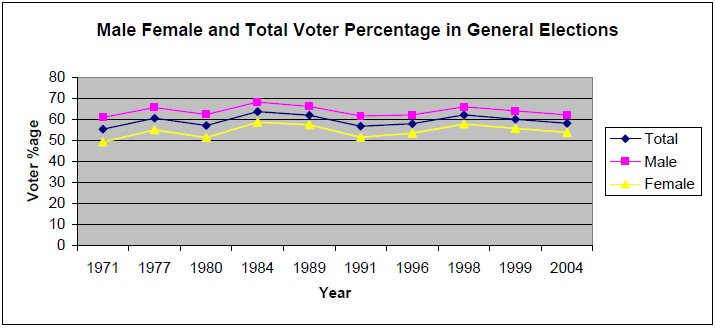 Male Female and Total Voter Percentage in General Elections
80
70
60
50
40
30
20
10
0
Voter %age
1971 1977 1980 1984 1989 1991 1996 1998 1999 2004
Year
Total
Male
Female